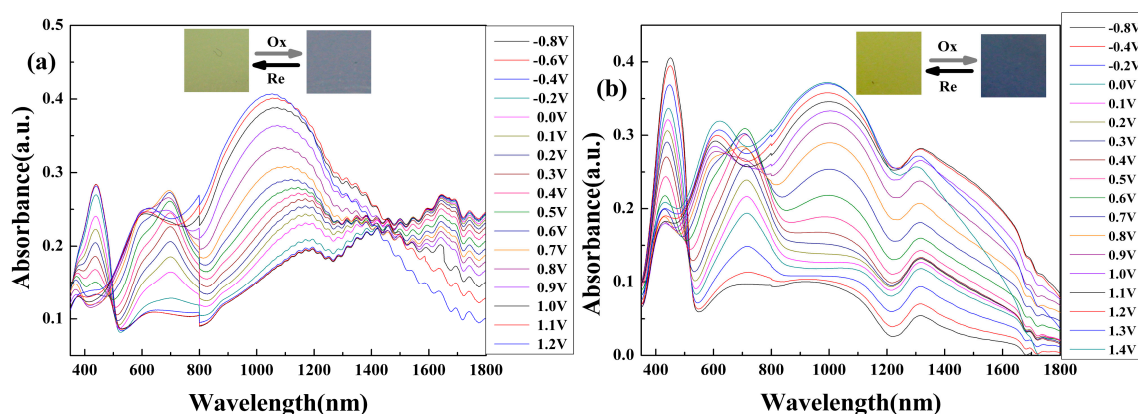 (a)
Ox
Re
Absorbance(a.u.)
0.5
0.4
0.3
0.2
0.1
400 600 800 1000 1200 1400 1600 1800
Wavelength(nm)
-0.8V
-0.6V
-0.4V
-0.2V
0.0V
0.1V
0.2V
0.3V
0.4V
0.5V
0.6V
0.7V
0.8V
0.9V
1.0V
1.1V
1.2V
(b)
Ox
Re
Absorbance(a.u.)
0.4
0.3
0.2
0.1
0.0
400 600 800 1000 1200 1400 1600 1800
Wavelength(nm)
-0.8V
-0.4V
-0.2V
0.0V
0.1V
0.2V
0.3V
0.4V
0.5V
0.6V
0.7V
0.8V
0.9V
1.0V
1.1V
1.2V
1.3V
1.4V